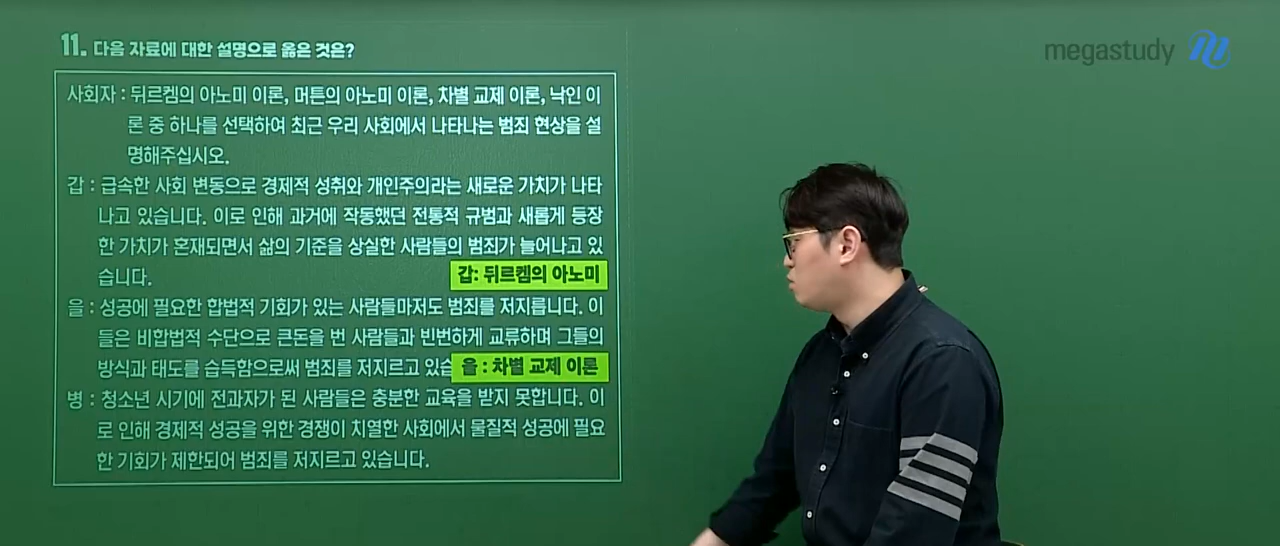 11. 다음 자료에 대한 설명으로 옳은 것은?
megastudy
사회자 : 뒤르켐의 아노미 이론, 머튼의 아노미 이론, 차별 교제 이론, 낙인 이
론 중 하나를 선택하여 최근 우리 사회에서 나타나는 범죄 현상을 설
명해주십시오.
갑 : 급속한 사회 변동으로 경제적 성취와 개인주의라는 새로운 가치가 나타
나고 있습니다. 이로 인해 과거에 작동했던 전통적 규범과 새롭게 등장
한 가치가 혼재되면서 삶의 기준을 상실한 사람들의 범죄가 늘어나고 있
습니다.
갑: 뒤르켐의 아노미
을 : 성공에 필요한 합법적 기회가 있는 사람들마저도 범죄를 저지릅니다. 이
들은 비합법적 수단으로 큰돈을 번 사람들과 빈번하게 교류하며 그들의
방식과 태도를 습득함으로써 범죄를 저지르고 있습
을 : 차별 교제 이론
병 : 청소년 시기에 전과자가 된 사람들은 충분한 교육을 받지 못합니다. 이
로 인해 경제적 성공을 위한 경쟁이 치열한 사회에서 물질적 성공에 필요
한 기회가 제한되어 범죄를 저지르고 있습니다.